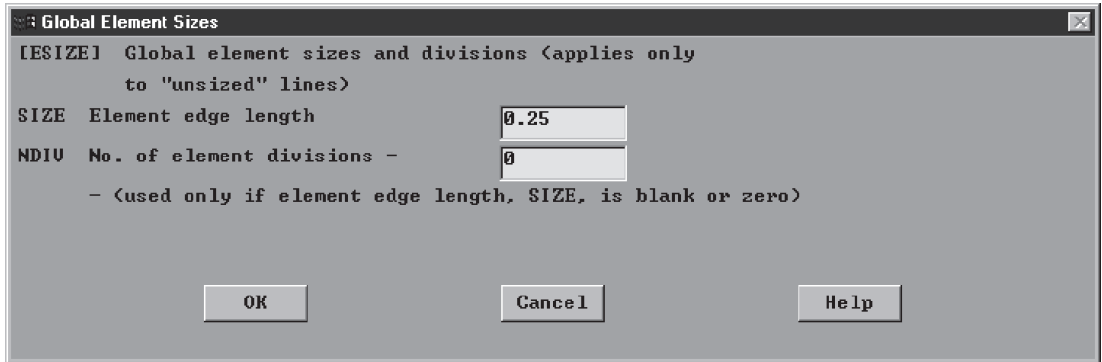 Global Element Sizes
[ESIZE] Global element sizes and divisions (applies only
to "unsized" lines)
SIZE Element edge length 0.25
NDIV No. of element divisions - 0
- (used only if element edge length, SIZE, is blank or zero)
OK Cancel Help